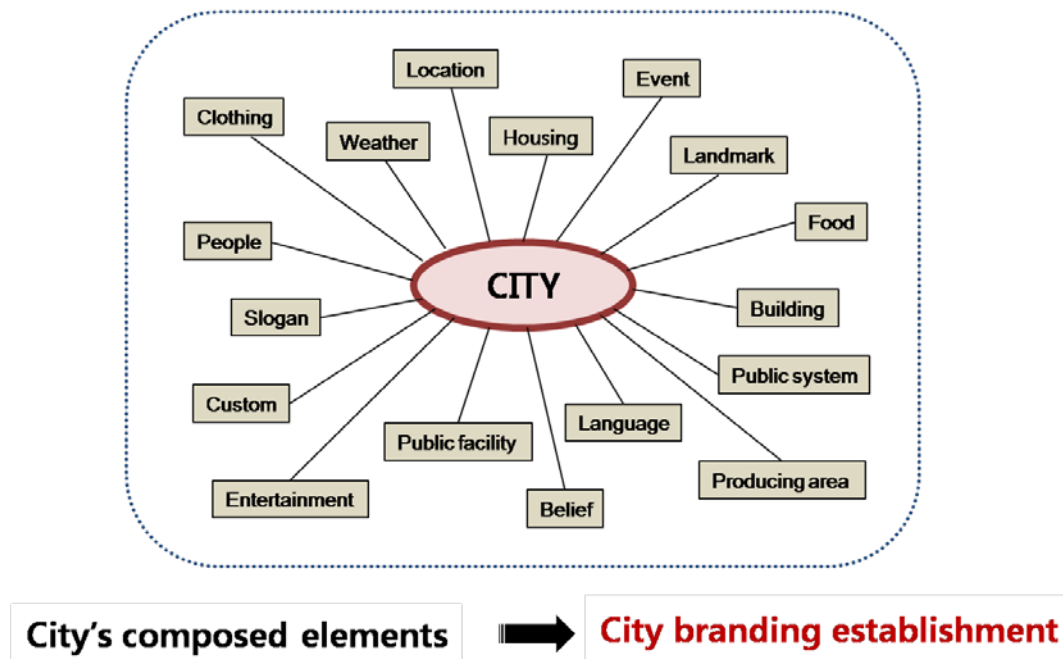 Location
Event
Clothing
Weather
Housing
Landmark
People
Food
CITY
Slogan
Building
Custom
Public system
Public facility
Language
Entertainment
Belief
Producing area
City's composed elements
City branding establishment